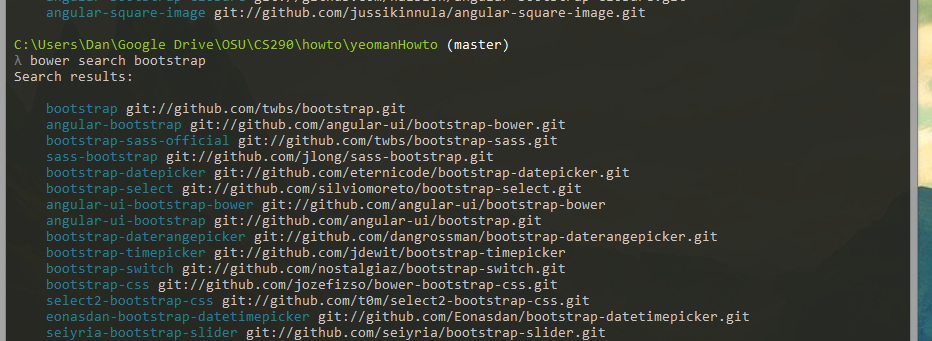 angular-square-image git://github.com/jussikinnula/angular-square-image.git
C:\Users\Dan\Google Drive\OSU\CS290\howto\yeomanHowto (master)
λ bower search bootstrap
Search results:
bootstrap git://github.com/twbs/bootstrap.git
angular-bootstrap git://github.com/angular-ui/bootstrap-bower.git
bootstrap-sass-official git://github.com/twbs/bootstrap-sass.git
sass-bootstrap git://github.com/jlong/sass-bootstrap.git
bootstrap-datepicker git://github.com/eternicode/bootstrap-datepicker.git
bootstrap-select git://github.com/silviomoreto/bootstrap-select.git
angular-ui-bootstrap-bower git://github.com/angular-ui/bootstrap-bower
angular-ui-bootstrap git://github.com/angular-ui/bootstrap.git
bootstrap-daterangepicker git://github.com/dangrossman/bootstrap-daterangepicker.git
bootstrap-timepicker git://github.com/jdewit/bootstrap-timepicker
bootstrap-switch git://github.com/nostalgiaz/bootstrap-switch.git
bootstrap-css git://github.com/jozefizso/bower-bootstrap-css.git
select2-bootstrap-css git://github.com/t0m/select2-bootstrap-css.git
eonasdan-bootstrap-datetimepicker git://github.com/Eonasdan/bootstrap-datetimepicker.git
seiyria-bootstrap-slider git://github.com/seiyria/bootstrap-slider.git